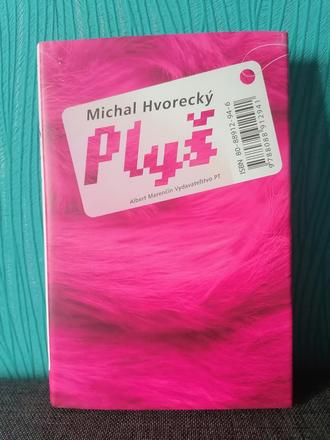 Michal Hvorecký
Plyš
Albert Marenčin Vydavateľstvo PT
ISBN 80-88912-94-6
9788088912941